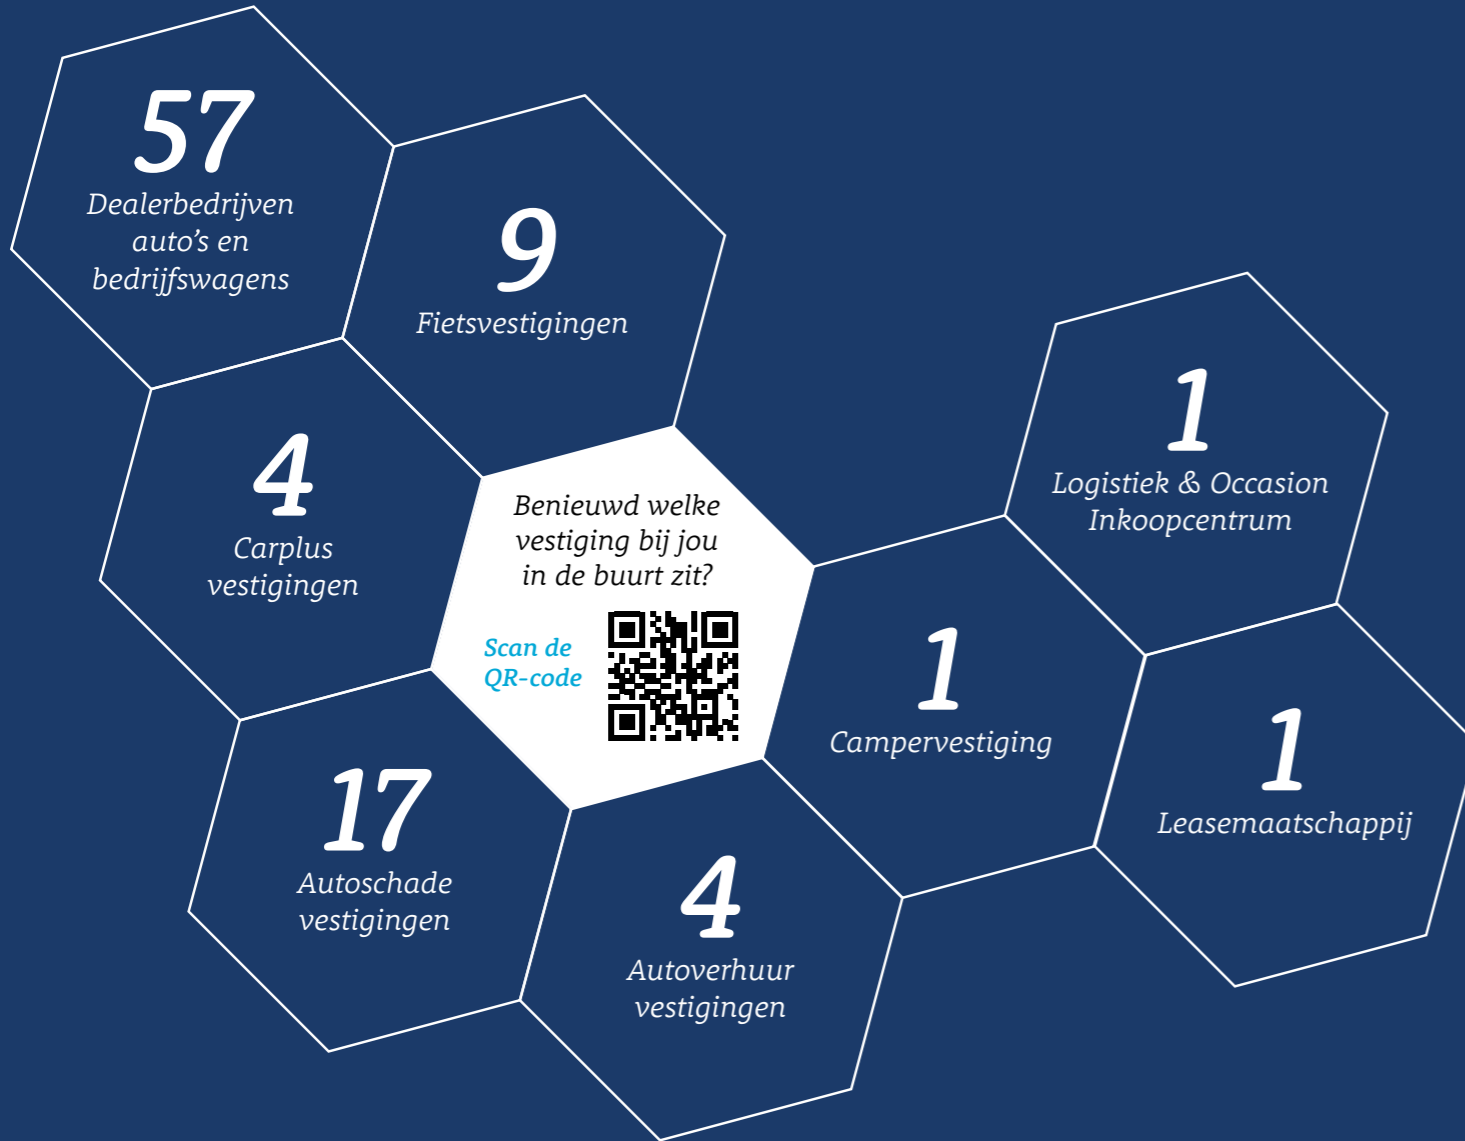 57
Dealerbedrijven
auto's en
bedrijfswagens
9
Fietsvestigingen
4
Carplus
vestigingen
Benieuwd welke
vestiging bij jou
in de buurt zit?
Scan de
QR-code
1
Logistiek & Occasion
Inkoopcentrum
1
Campervestiging
1
Leasemaatschappij
17
Autoschade
vestigingen
4
Autoverhuur
vestigingen